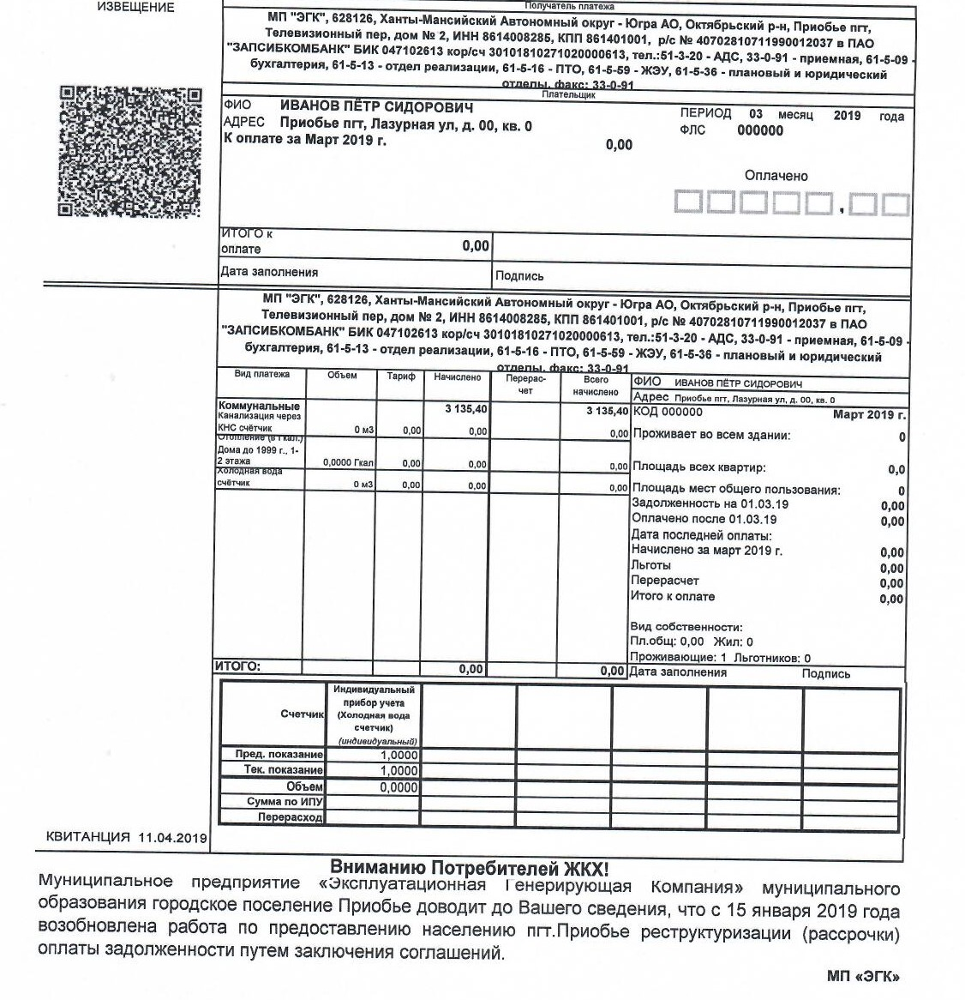 ИЗВЕЩЕНИЕ
Получатель платежа
МП "ЭГК", 628126, Ханты-Мансийский Автономный округ - Югра АО, Октябрьский р-н, Приобье пгт,
Телевизионный пер, дом № 2, ИНН 8614008285, КПП 861401001, р/с № 40702810711990012037 в ПАО
"ЗАПСИБКОМБАНК" БИК 047102613 кор/сч 30101810271020000613, тел.:51-3-20 - АДС, 33-0-91 - приемная, 61-5-09 -
бухгалтерия, 61-5-13 - отдел реализации, 61-5-16 - ПТО, 61-5-59 - ЖЭУ, 61-5-36 - плановый и юридический
отделы, факс: 33-0-91
Плательщик
ФИО ИВАНОВ ПЁТР СИДОРОВИЧ
ПЕРИОД 03 месяц 2019 года
АДРЕС Приобье пгт, Лазурная ул, д. 00, кв. 0
ФЛС 000000
К оплате за Март 2019 г. 0,00
Оплачено
,
ИТОГО к
оплате 0,00
Дата заполнения Подпись
МП "ЭГК", 628126, Ханты-Мансийский Автономный округ - Югра АО, Октябрьский р-н, Приобье пгт,
Телевизионный пер, дом № 2, ИНН 8614008285, КПП 861401001, р/с № 40702810711990012037 в ПАО
"ЗАПСИБКОМБАНК" БИК 047102613 кор/сч 30101810271020000613, тел.:51-3-20 - АДС, 33-0-91 - приемная, 61-5-09 -
бухгалтерия, 61-5-13 - отдел реализации, 61-5-16 - ПТО, 61-5-59 - ЖЭУ, 61-5-36 - плановый и юридический
отделы, факс: 33-0-91
Вид платежа Объем Тариф Начислено Перерас- Всего
чет начислено
Коммунальные 3 135,40 3 135,40
Канализация через
КНС счётчик 0 м3 0,00 0,00 0,00
Отопление (в Гкал.)
Дома до 1999 г., 1-
2 этажа 0,0000 Гкал 0,00 0,00 0,00
Холодная вода
счётчик 0 м3 0,00 0,00 0,00
ИТОГО: 0,00 0,00
ФИО ИВАНОВ ПЁТР СИДОРОВИЧ
Адрес Приобье пгт, Лазурная ул, д. 00, кв. 0
КОД 000000 Март 2019 г.
Проживает во всем здании: 0
Площадь всех квартир: 0,0
Площадь мест общего пользования: 0
Задолженность на 01.03.19 0,00
Оплачено после 01.03.19 0,00
Дата последней оплаты:
Начислено за март 2019 г. 0,00
Льготы 0,00
Перерасчет 0,00
Итого к оплате 0,00
Вид собственности:
Пл.общ: 0,00 Жил: 0
Проживающие: 1 Льготников: 0
Дата заполнения Подпись
Счетчик
Индивидуальный
прибор учета
(Холодная вода
счетчик)
(индивидуальный)
Пред. показание 1,0000
Тек. показание 1,0000
Объем 0,0000
Сумма по ИПУ
Перерасход
КВИТАНЦИЯ 11.04.2019
Вниманию Потребителей ЖКХ!
Муниципальное предприятие «Эксплуатационная Генерирующая Компания» муниципального
образования городское поселение Приобье доводит до Вашего сведения, что с 15 января 2019 года
возобновлена работа по предоставлению населению пгт.Приобье реструктуризации (рассрочки)
оплаты задолженности путем заключения соглашений.
МП «ЭГК»